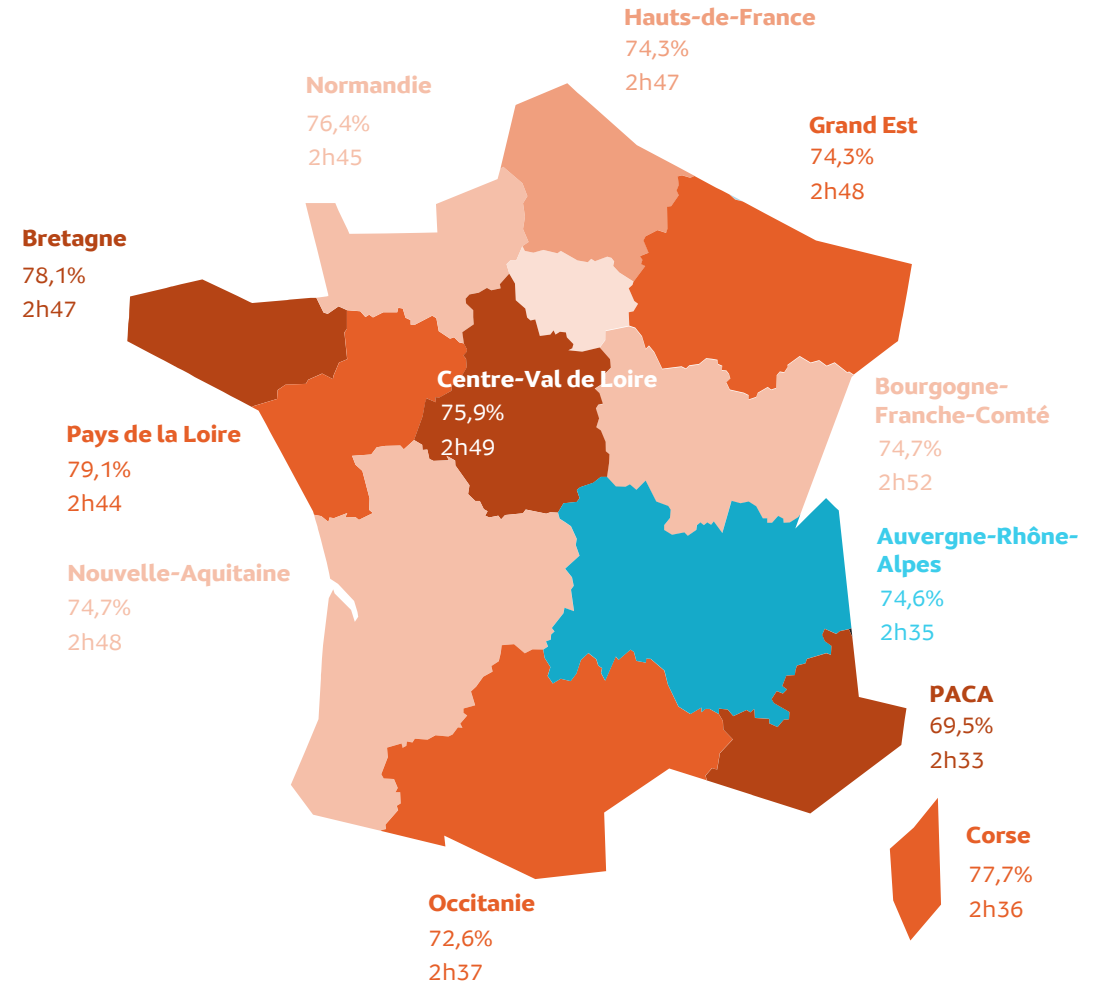 Hauts-de-France
74,3%
2h47
Normandie
76,4%
2h45
Grand Est
74,3%
2h48
Bretagne
78,1%
2h47
Centre-Val de Loire
75,9%
2h49
Bourgogne-
Franche-Comté
74,7%
2h52
Pays de la Loire
79,1%
2h44
Auvergne-Rhône-
Alpes
74,6%
2h35
Nouvelle-Aquitaine
74,7%
2h48
PACA
69,5%
2h33
Corse
77,7%
2h36
Occitanie
72,6%
2h37